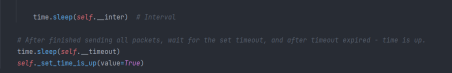 time.sleep(self.__inter)  # Interval
# After finished sending all packets, wait for the set timeout, and after timeout expired - time is up.
time.sleep(self.__timeout)
self._set_time_is_up(value=True)